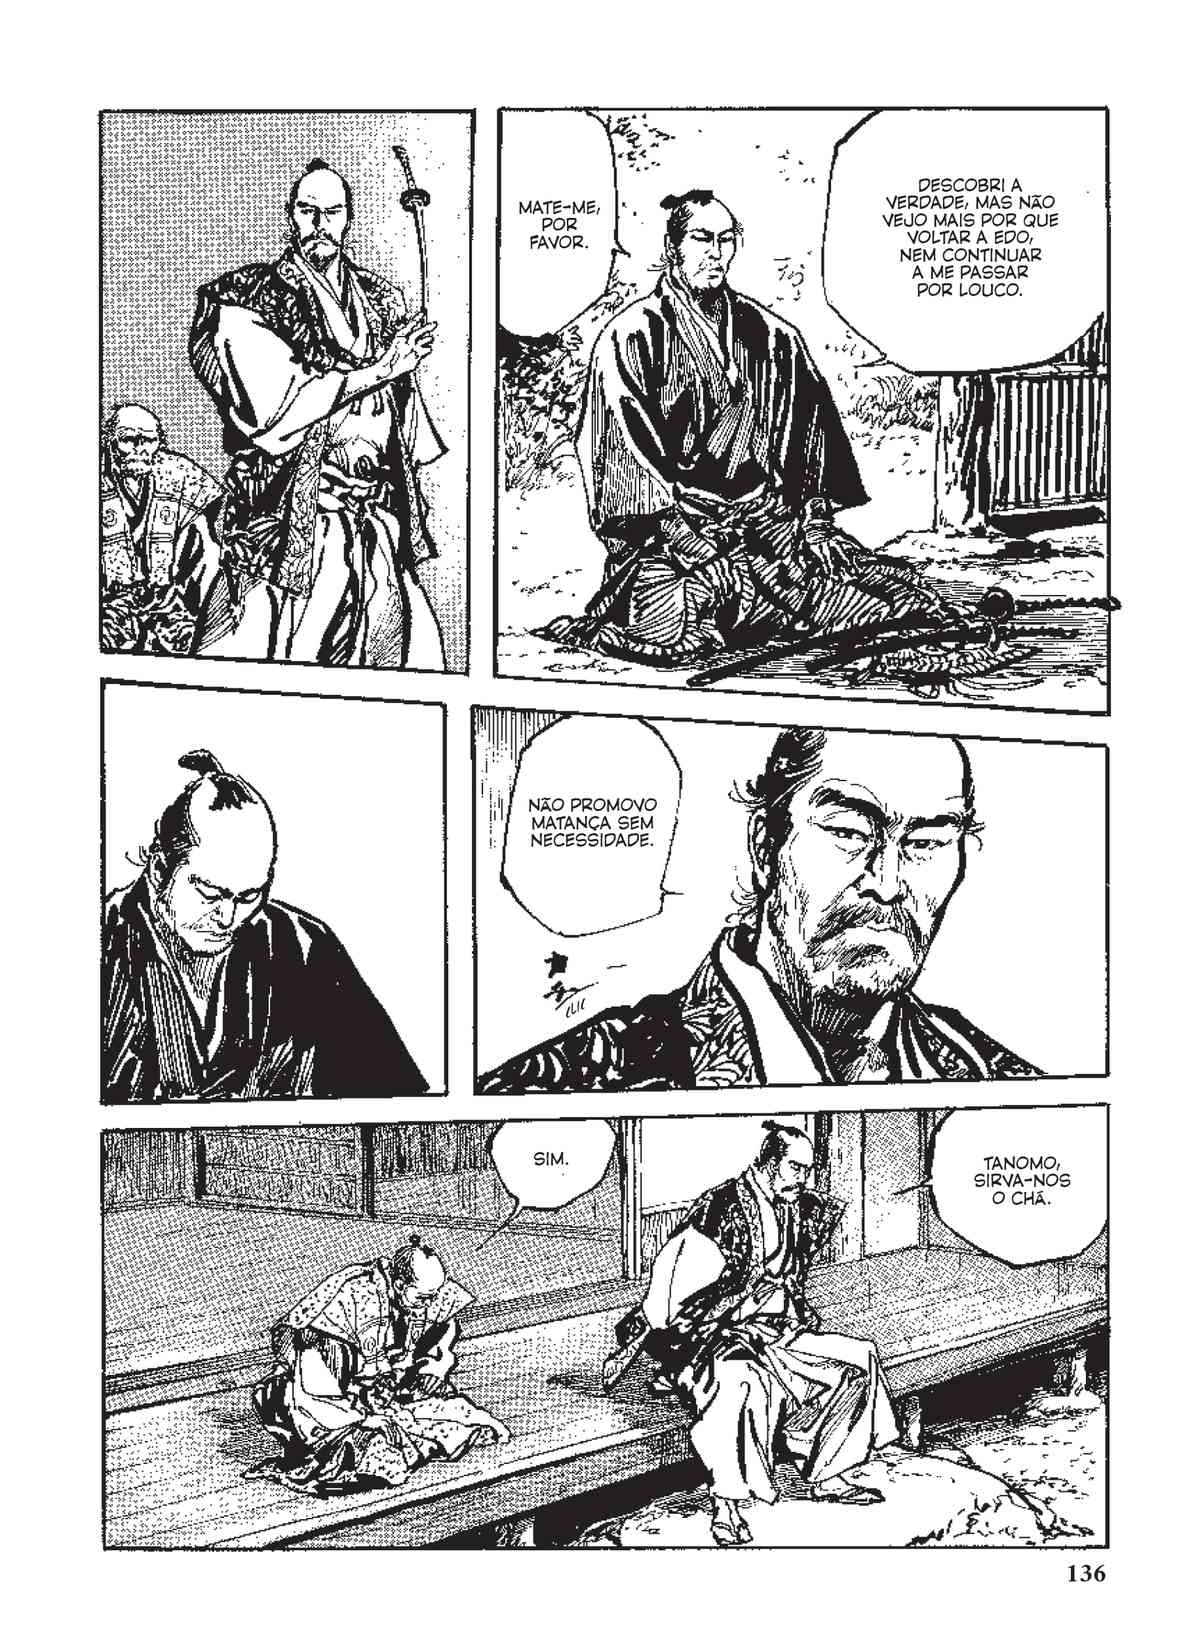 DESCOBRI A
VERDADE, MAS NÃO
VEJO MAIS POR QUE
VOLTAR A EDO,
NEM CONTINUAR
A ME PASSAR
POR LOUCO.
MATE-ME,
POR
FAVOR.
NÃO PROMOVO
MATANÇA SEM
NECESSIDADE.
TANOMO,
SIRVA-NOS
O CHÁ.
SIM.
136